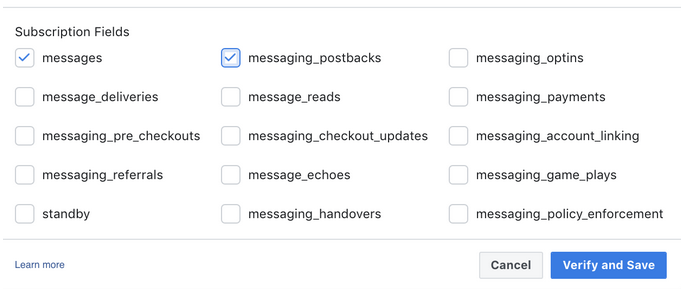 Subscription Fields
messages messaging_postbacks messaging_optins
message_deliveries message_reads messaging_payments
messaging_pre_checkouts messaging_checkout_updates messaging_account_linking
messaging_referrals message_echoes messaging_game_plays
standby messaging_handovers messaging_policy_enforcement
Learn more Cancel Verify and Save